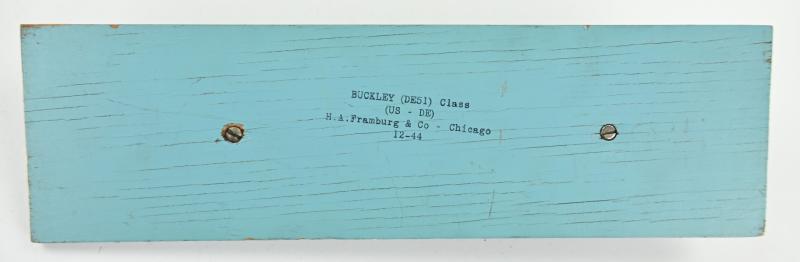 BUCKLEY (DE51) Class
(US - DE)
H.A.Framburg & Co - Chicago
12-44